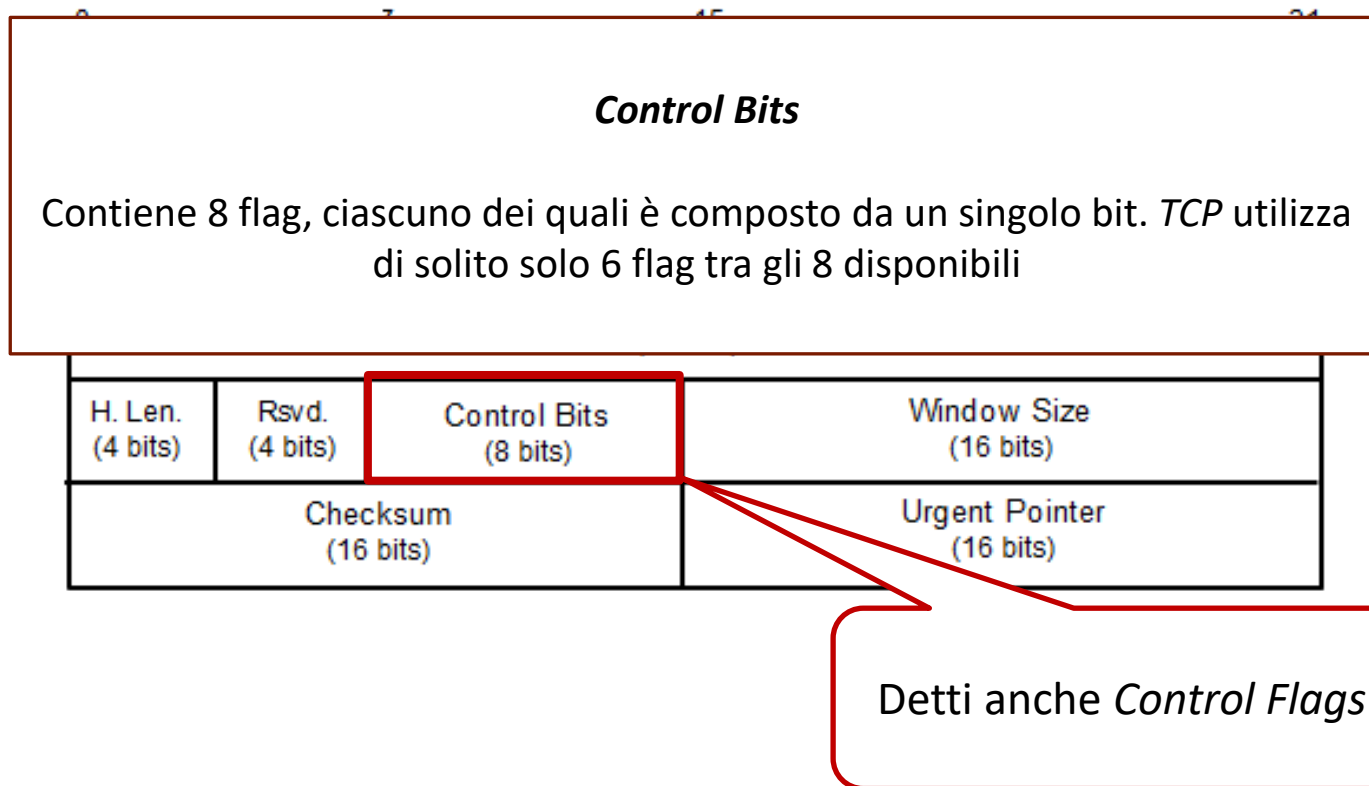 Control Bits
Contiene 8 flag, ciascuno dei quali è composto da un singolo bit. TCP utilizza
di solito solo 6 flag tra gli 8 disponibili
H. Len. Rsvd. Control Bits Window Size
(4 bits) (4 bits) (8 bits) (16 bits)
Checksum Urgent Pointer
(16 bits) (16 bits)
Detti anche Control Flags